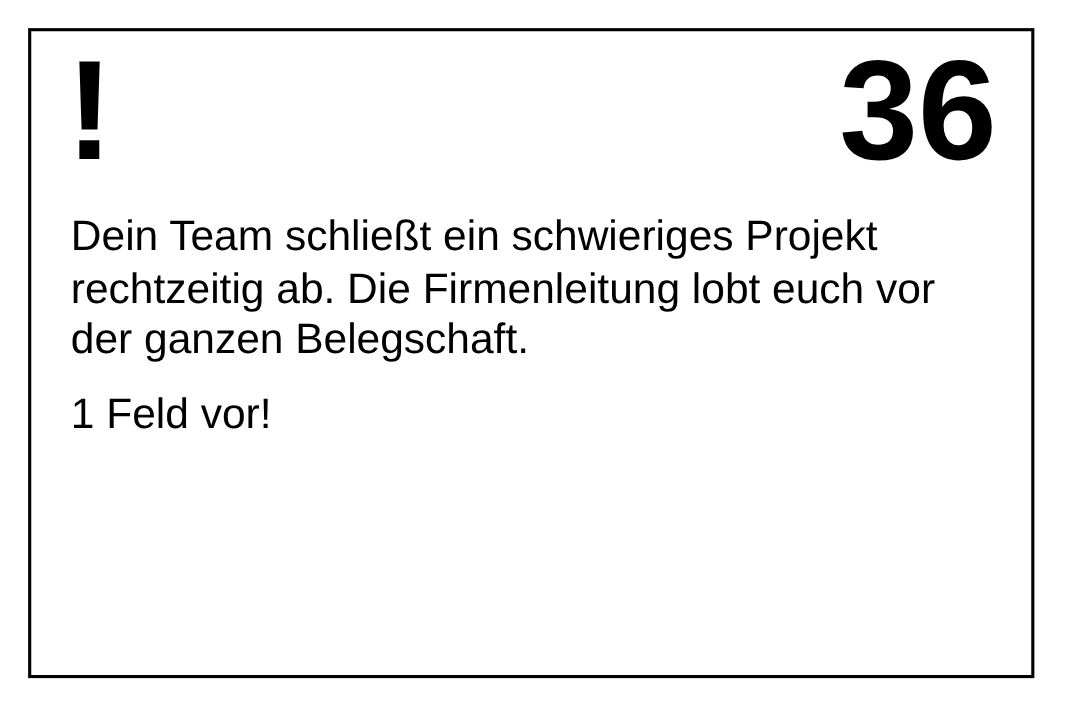 ! 36
Dein Team schließt ein schwieriges Projekt
rechtzeitig ab. Die Firmenleitung lobt euch vor
der ganzen Belegschaft.
1 Feld vor!